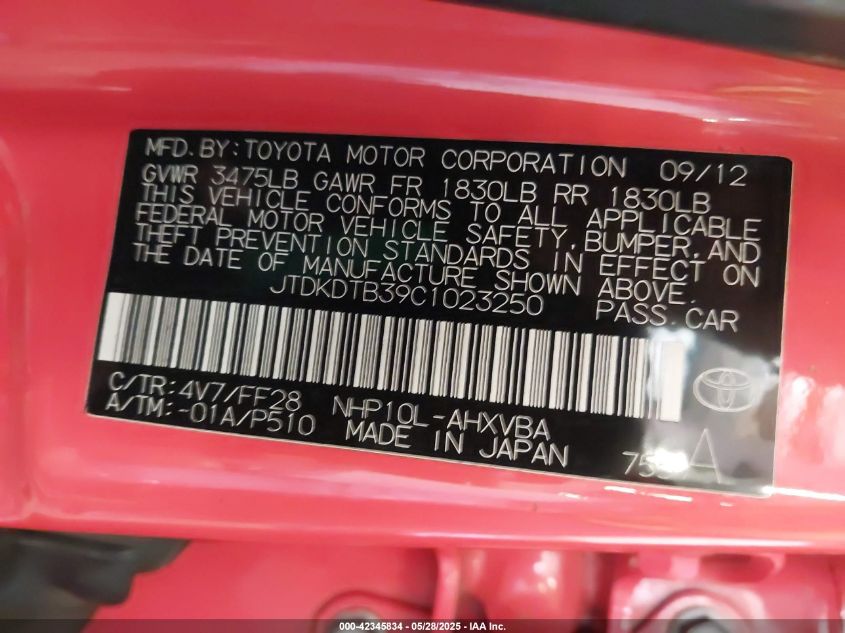 MFD. BY: TOYOTA MOTOR CORPORATION 09/12
GVWR 3475LB GAWR FR 1830LB RR 1830LB
THIS VEHICLE CONFORMS TO ALL APPLICABLE
FEDERAL MOTOR VEHICLE SAFETY, BUMPER, AND
THEFT PREVENTION STANDARDS IN EFFECT ON
THE DATE OF MANUFACTURE SHOWN ABOVE.
JTDKDTB39C1023250 PASS.CAR
C/TR: 4V7/FF28 NHP10L-AHXVBA
A/TM: -01A/P510 MADE IN JAPAN
A
000-42345834 - 05/28/2025 - IAA Inc.